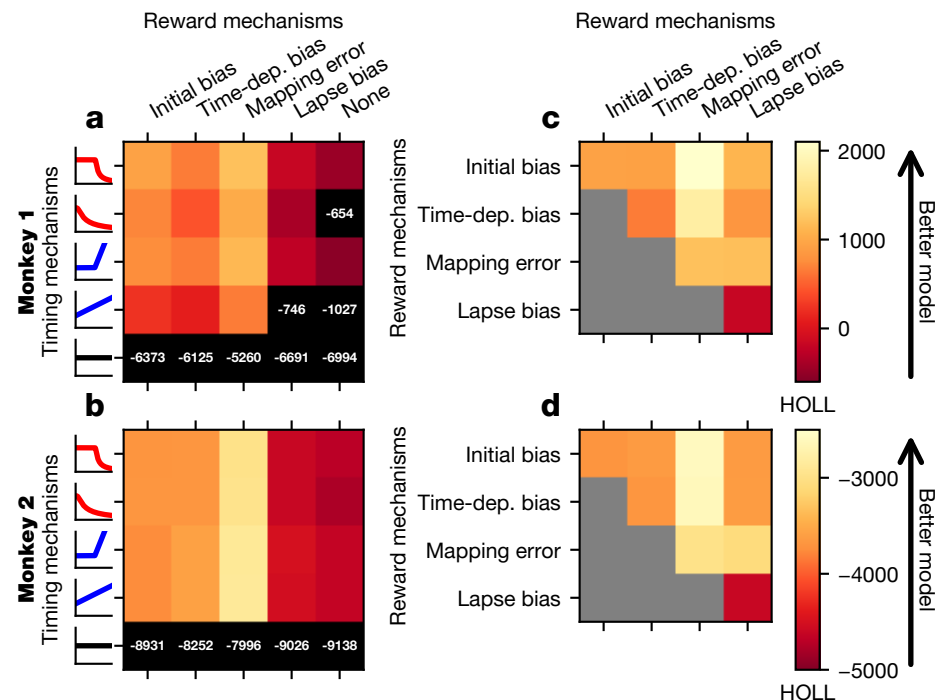 Reward mechanisms
Reward mechanisms
Initial bias
Time-dep. bias
Mapping error
Lapse bias
None
Initial bias
Time-dep. bias
Mapping error
Lapse bias
a
Monkey 1
Timing mechanisms
-654
-746
-1027
-6373
-6125
-5260
-6691
-6994
c
Reward mechanisms
Initial bias
Time-dep. bias
Mapping error
Lapse bias
2000
1000
0
HOLL
Better model
b
Monkey 2
Timing mechanisms
-8931
-8252
-7996
-9026
-9138
d
Reward mechanisms
Initial bias
Time-dep. bias
Mapping error
Lapse bias
−3000
−4000
−5000
HOLL
Better model